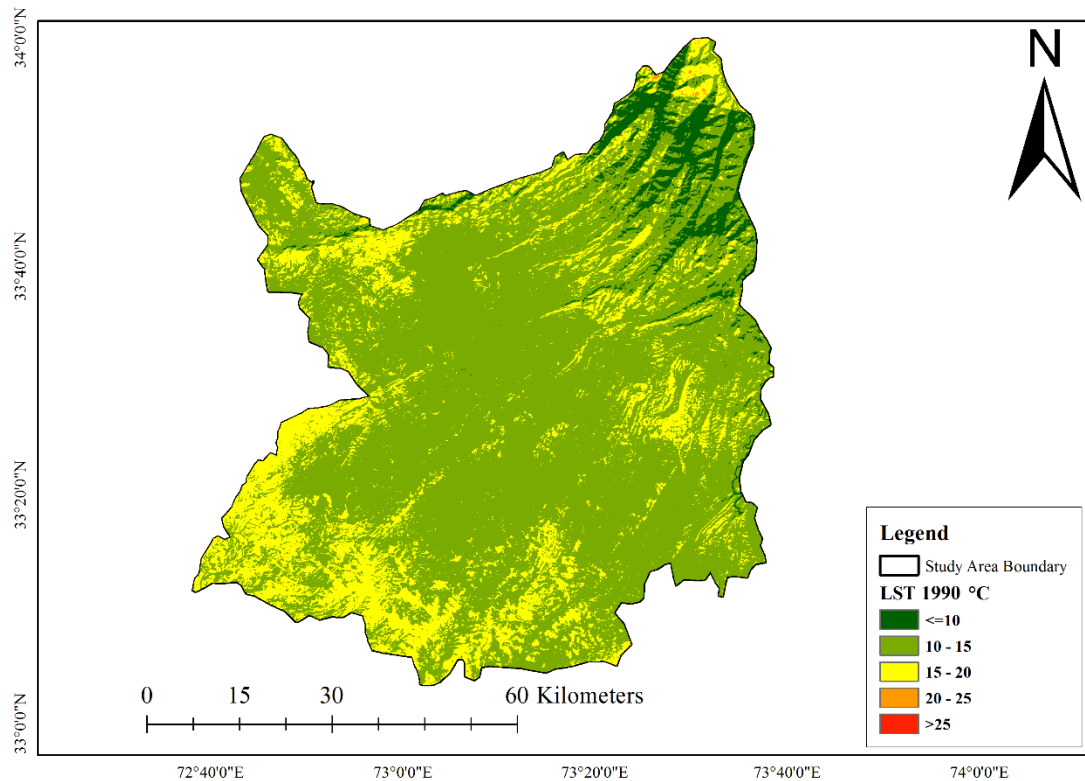 N
34°0'0"N
33°40'0"N
33°20'0"N
33°0'0"N
Legend
Study Area Boundary
LST 1990 °C
<=10
10 - 15
15 - 20
20 - 25
>25
0 15 30 60 Kilometers
72°40'0"E 73°0'0"E 73°20'0"E 73°40'0"E 74°0'0"E